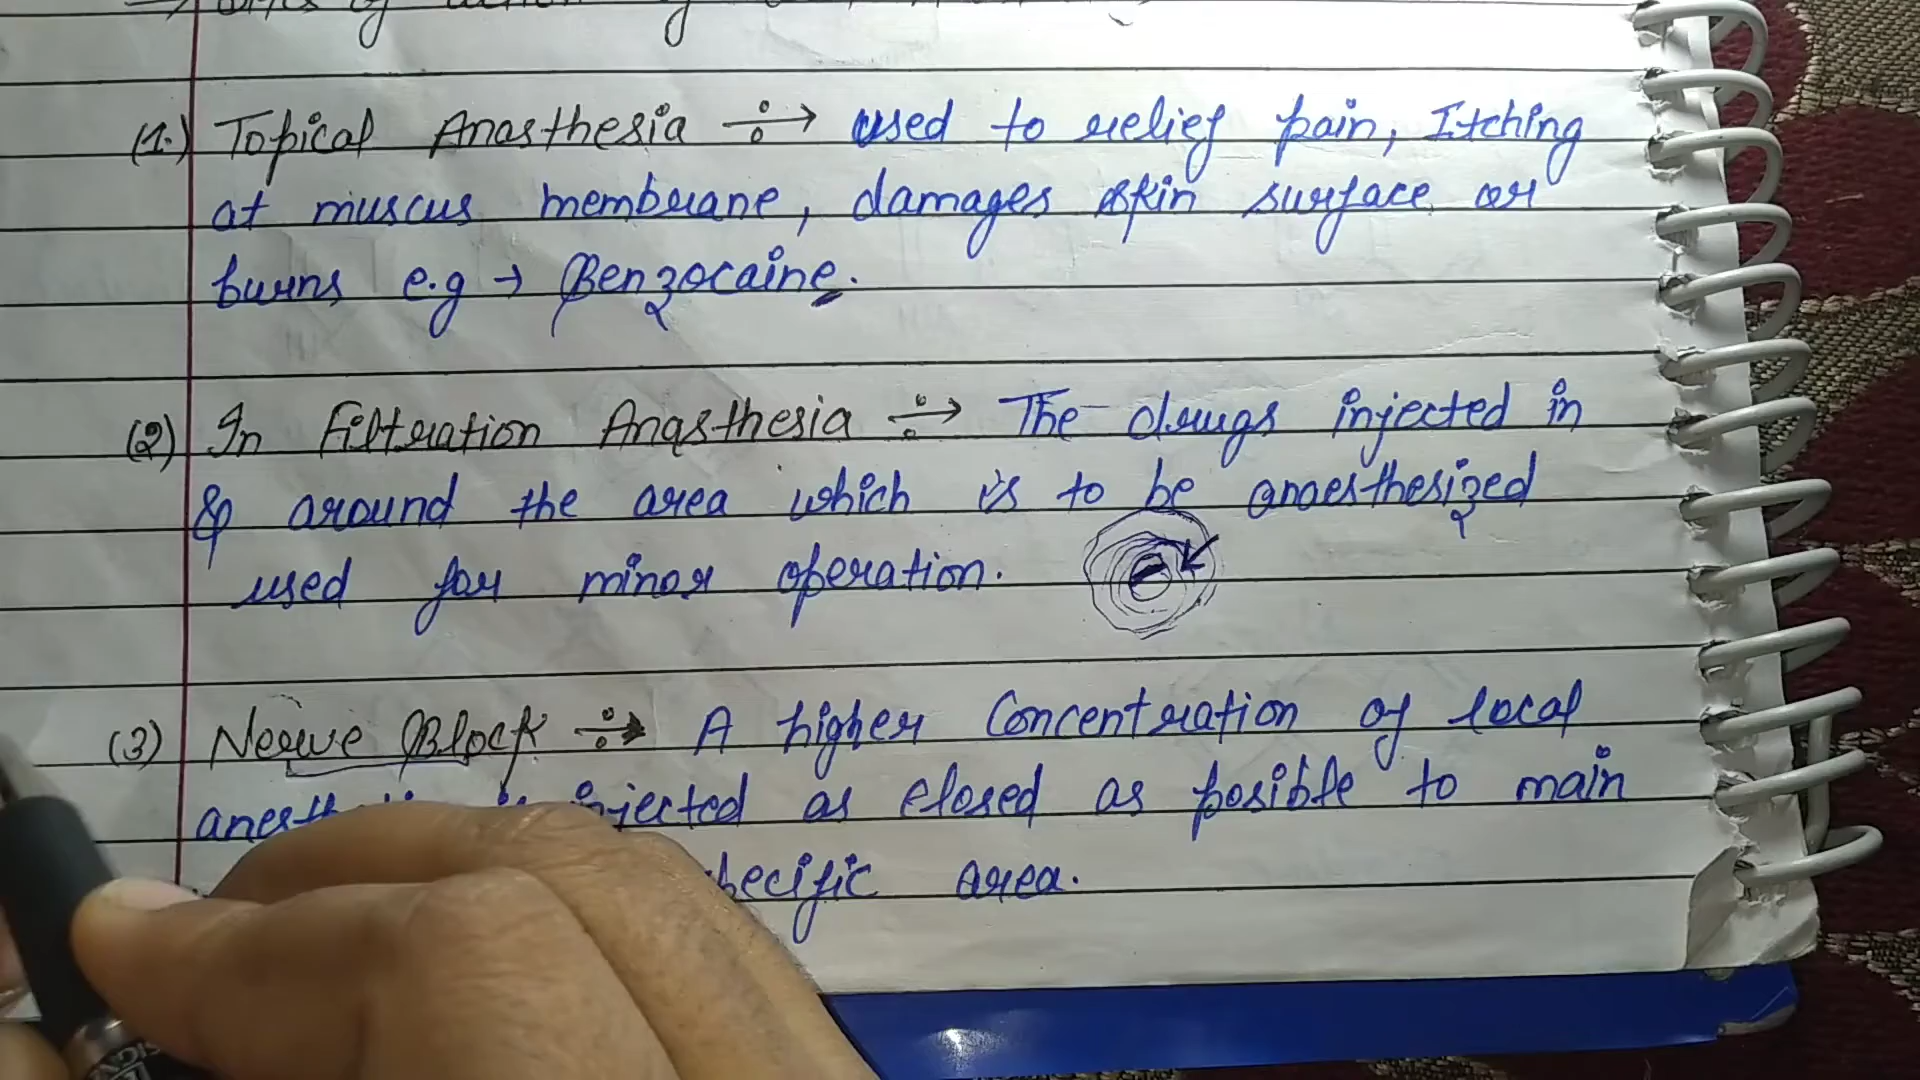 (1.) Topical Anasthesia ÷→ used to relief pain, Itching
at muscus membrane, damages skin surface or
burns e.g → Benzocaine.
(2) In Filtration Anasthesia ÷→ The drugs injected in
& around the area which is to be anaesthesized
used for minor operation.
(3) Nerve Block ÷→ A higher Concentration of local
injected as closed as posible to main
area.